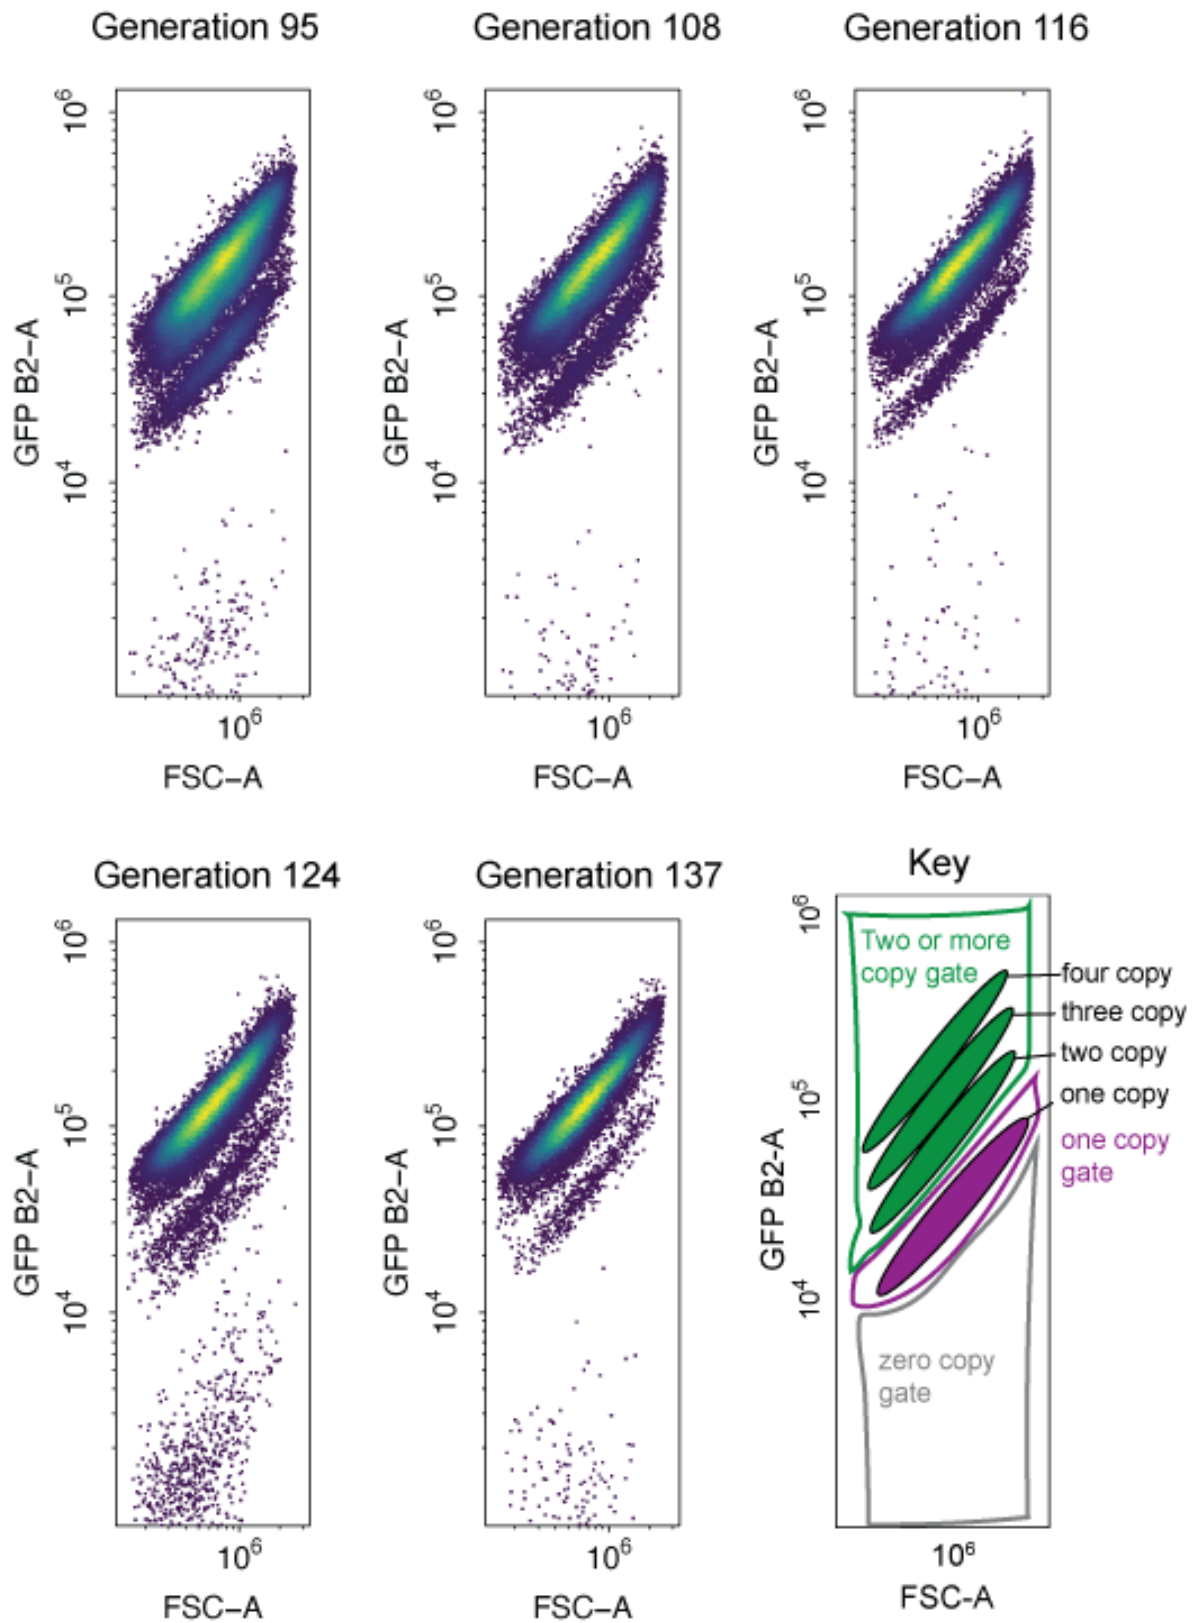 Generation 95
Generation 108
Generation 116
10^6
10^5
10^4
GFP B2–A
10^6
FSC–A
10^6
10^5
10^4
GFP B2–A
10^6
FSC–A
10^6
10^5
10^4
GFP B2–A
10^6
FSC–A
Generation 124
Generation 137
Key
10^6
10^5
10^4
GFP B2–A
10^6
FSC–A
10^6
10^5
10^4
GFP B2–A
10^6
FSC–A
10^6
10^5
10^4
GFP B2-A
Two or more
copy gate
four copy
three copy
two copy
one copy
one copy
gate
zero copy
gate
10^6
FSC-A